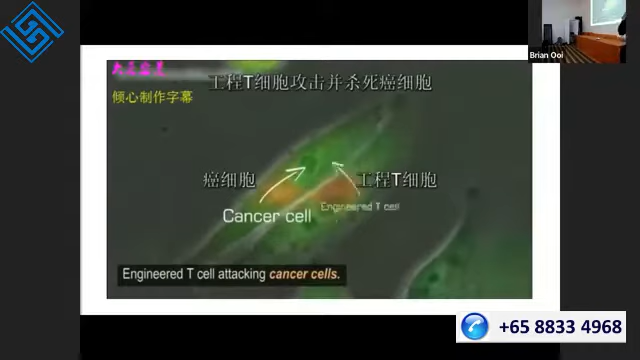 Brian Ooi
工程T细胞攻击并杀死癌细胞
倾心制作字幕
癌细胞
工程T细胞
Cancer cell
Engineered T cell
Engineered T cell attacking cancer cells.
+65 8833 4968